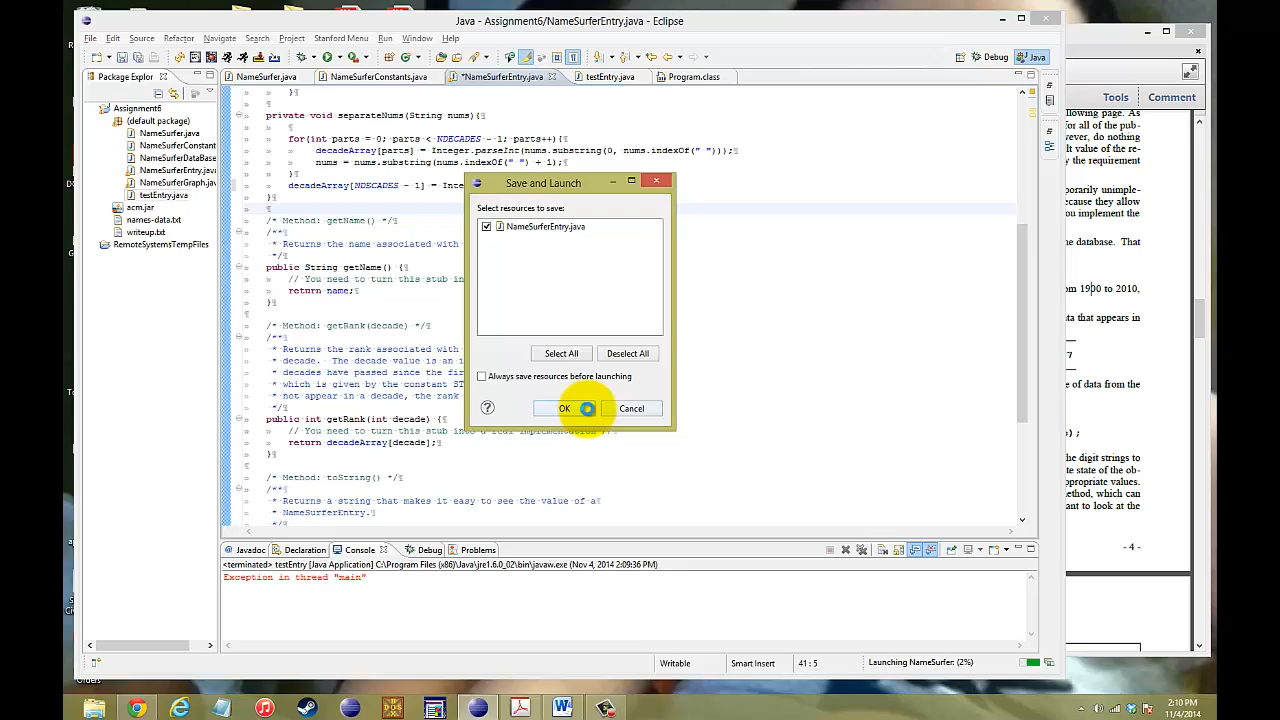 Java - Assignment6/NameSurferEntry.java - Eclipse
File Edit Source Refactor Navigate Search Project Stanford Menu Run Window Help
Debug Java
Package Explor
NameSurfer.java NameSurferConstants.java *NameSurferEntry.java testEntry.java Program.class
Assignment6
(default package)
NameSurfer.java
NameSurferConstant
NameSurferDataBase
NameSurferEntry.java
NameSurferGraph.jav
testEntry.java
acm.jar
names-data.txt
writeup.txt
RemoteSystemsTempFiles
}
private void separateNums(String nums){
for(int parts = 0; parts < NDECADES - 1; parts++){
decadeArray[parts] = Integer.parseInt(nums.substring(0, nums.indexOf(" ")));
nums = nums.substring(nums.indexOf(" ") + 1);
}
decadeArray[NDECADES - 1] = Inte
}
/* Method: getName() */
/**
* Returns the name associated with
*/
public String getName() {
// You need to turn this stub in
return name;
}
/* Method: getRank(decade) */
/**
* Returns the rank associated with
* decade. The decade value is an i
* decades have passed since the fir
* which is given by the constant ST
* not appear in a decade, the rank
*/
public int getRank(int decade) {
// You need to turn this stub into a real implementation
return decadeArray[decade];
}
/* Method: toString() */
/**
* Returns a string that makes it easy to see the value of a
* NameSurferEntry.
*/
Save and Launch
Select resources to save:
NameSurferEntry.java
Select All Deselect All
Always save resources before launching
OK Cancel
Javadoc Declaration Console Debug Problems
<terminated> testEntry [Java Application] C:\Program Files (x86)\Java\jre1.6.0_02\bin\javaw.exe (Nov 4, 2014 2:09:36 PM)
Exception in thread "main"
Writable Smart Insert 41 : 5 Launching NameSurfer: (2%)
Tools Comment
llowing page. As
for all of the pub-
wever, do nothing
lt value of the re-
y the requirement
porarily unimple-
ecause they allow
you implement the
he database. That
om 1900 to 2010,
ata that appears in
7
e of data from the
) ;
the digit strings to
te state of the ob-
propriate values.
ethod, which can
ant to look at the
- 4 -
orders
DOS
2:10 PM
11/4/2014